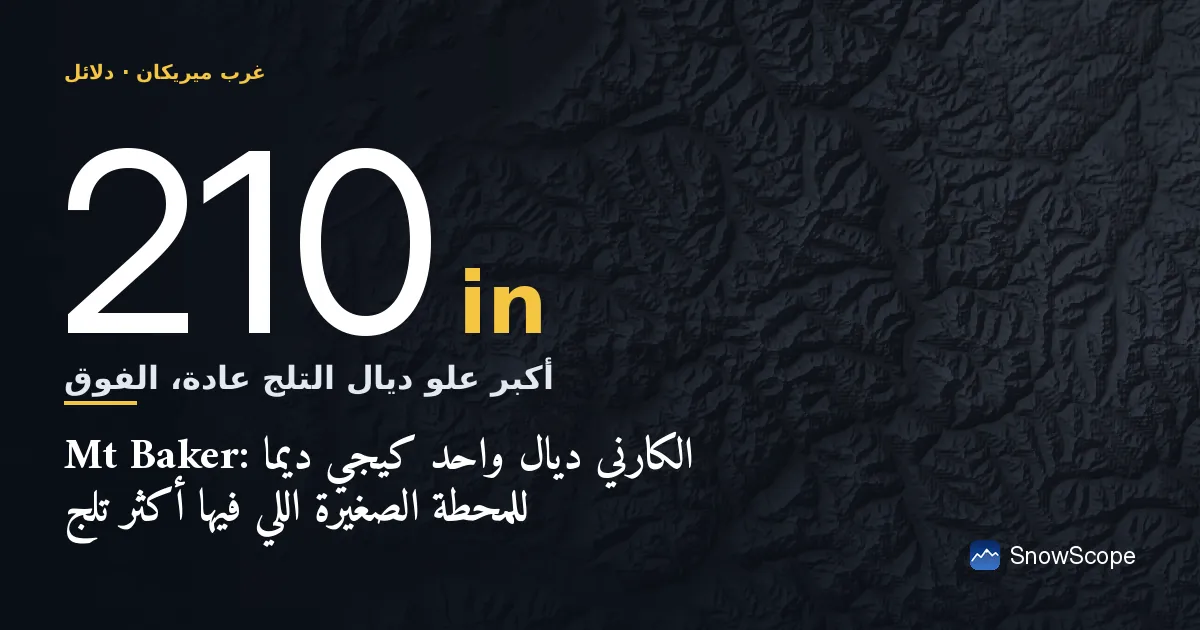 غرب ميريكان · دلائل
210 in
أكبر علو ديال التلج عادة، الفوق
Mt Baker: الكارني ديال واحد كيجي ديما
للمحطة الصغيرة اللي فيها أكثر تلج
SnowScope